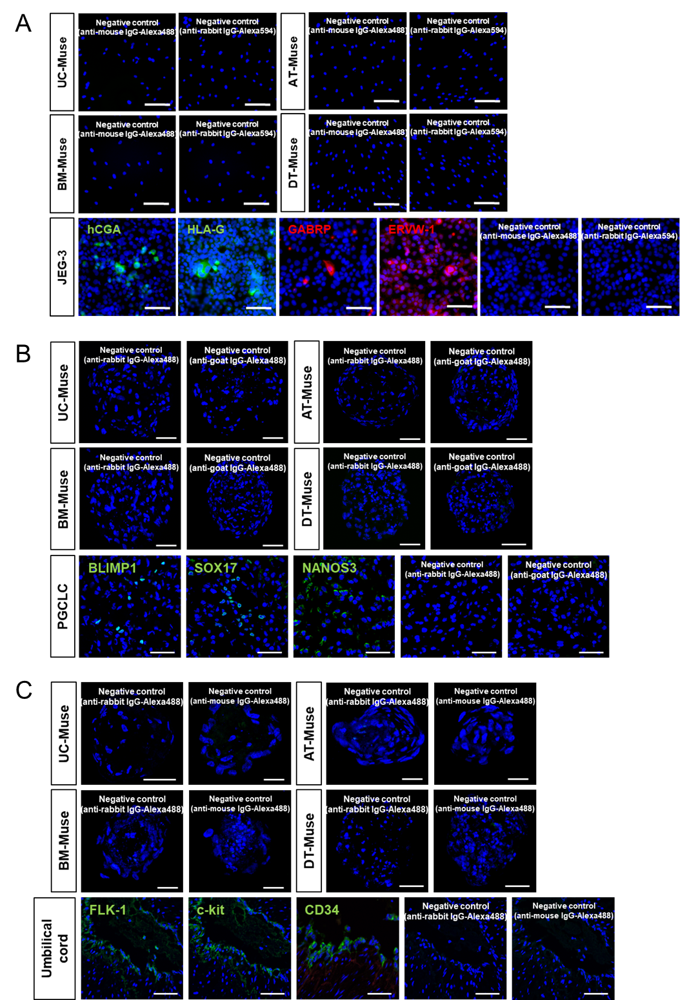 A
UC-Muse
Negative control
(anti-mouse IgG-Alexa488)
Negative control
(anti-rabbit IgG-Alexa594)
AT-Muse
Negative control
(anti-mouse IgG-Alexa488)
Negative control
(anti-rabbit IgG-Alexa594)
BM-Muse
Negative control
(anti-mouse IgG-Alexa488)
Negative control
(anti-rabbit IgG-Alexa594)
DT-Muse
Negative control
(anti-mouse IgG-Alexa488)
Negative control
(anti-rabbit IgG-Alexa594)
JEG-3
hCGA
HLA-G
GABRP
ERVW-1
Negative control
(anti-mouse IgG-Alexa488)
Negative control
(anti-rabbit IgG-Alexa594)
B
UC-Muse
Negative control
(anti-rabbit IgG-Alexa488)
Negative control
(anti-goat IgG-Alexa488)
AT-Muse
Negative control
(anti-rabbit IgG-Alexa488)
Negative control
(anti-goat IgG-Alexa488)
BM-Muse
Negative control
(anti-rabbit IgG-Alexa488)
Negative control
(anti-goat IgG-Alexa488)
DT-Muse
Negative control
(anti-rabbit IgG-Alexa488)
Negative control
(anti-goat IgG-Alexa488)
PGCLC
BLIMP1
SOX17
NANOS3
Negative control
(anti-rabbit IgG-Alexa488)
Negative control
(anti-goat IgG-Alexa488)
C
UC-Muse
Negative control
(anti-rabbit IgG-Alexa488)
Negative control
(anti-mouse IgG-Alexa488)
AT-Muse
Negative control
(anti-rabbit IgG-Alexa488)
Negative control
(anti-mouse IgG-Alexa488)
BM-Muse
Negative control
(anti-rabbit IgG-Alexa488)
Negative control
(anti-mouse IgG-Alexa488)
DT-Muse
Negative control
(anti-rabbit IgG-Alexa488)
Negative control
(anti-mouse IgG-Alexa488)
Umbilical
cord
FLK-1
c-kit
CD34
Negative control
(anti-rabbit IgG-Alexa488)
Negative control
(anti-mouse IgG-Alexa488)